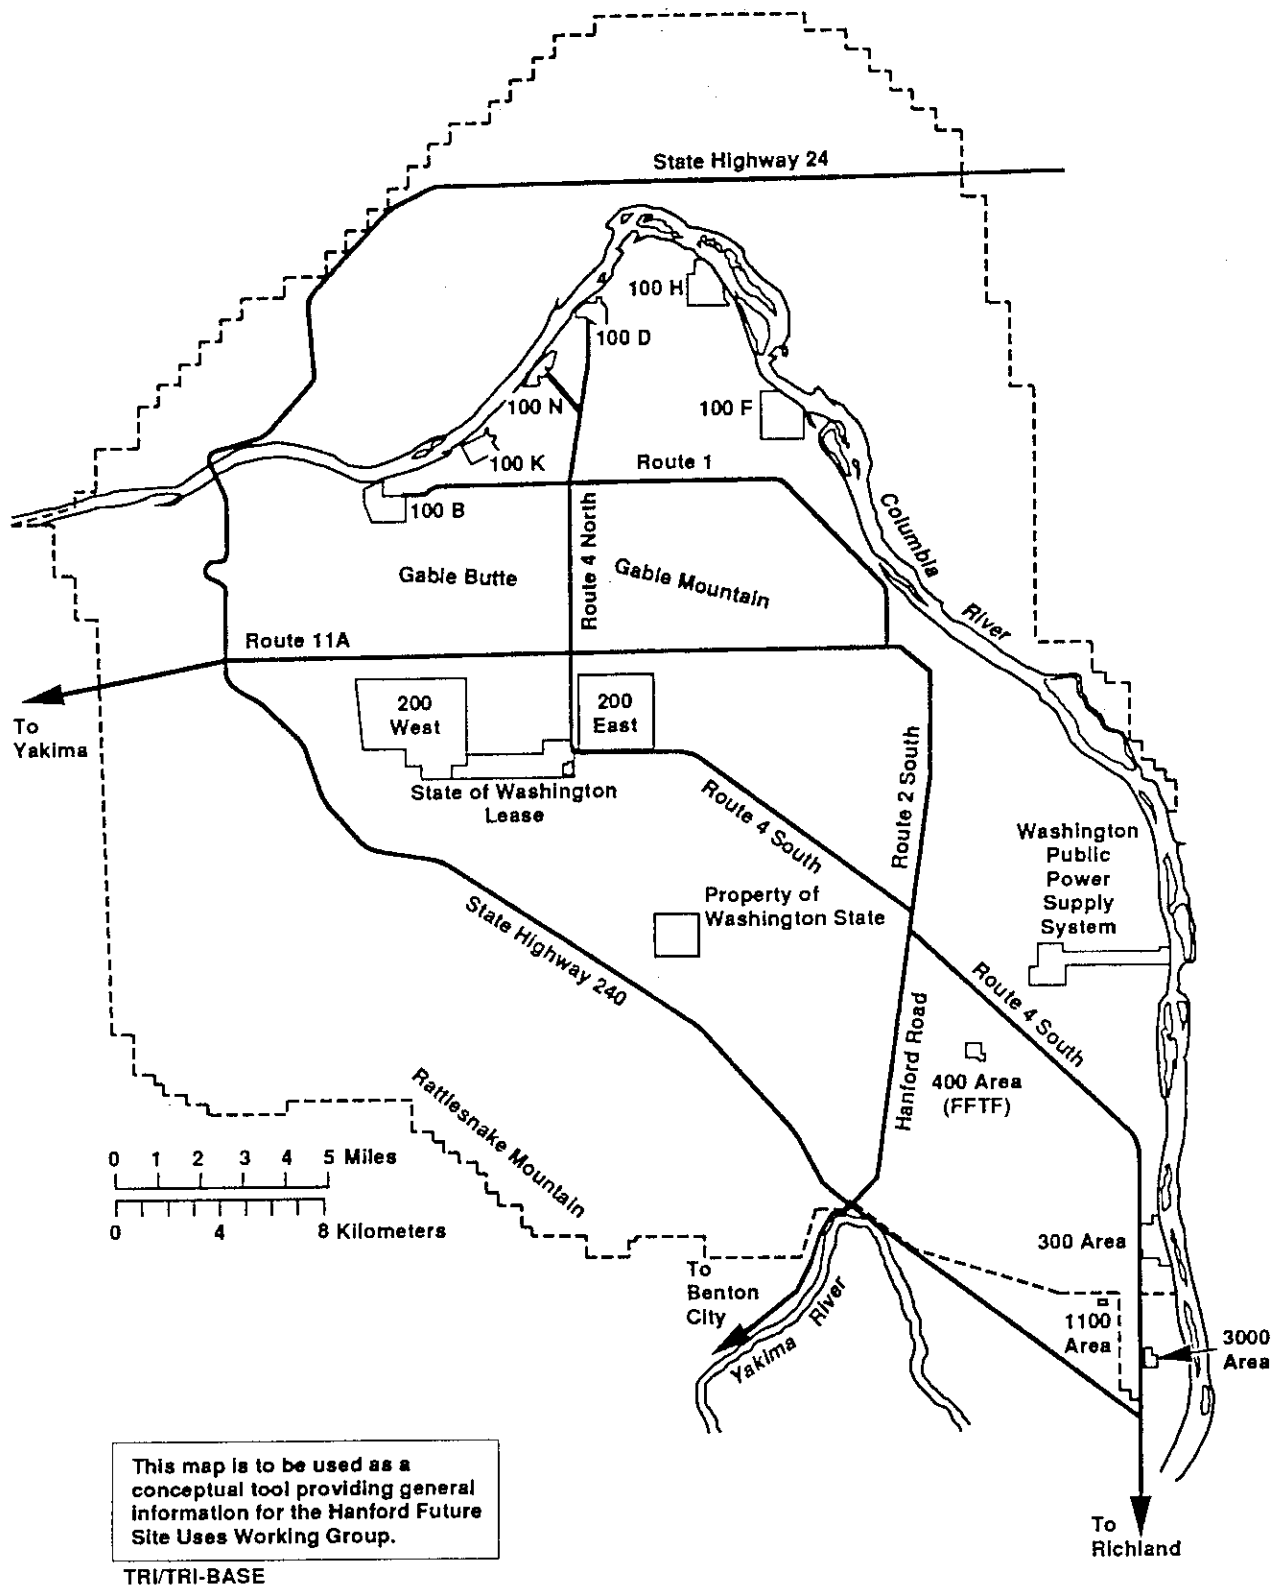 State Highway 24
100 H
100 D
100 N
100 F
100 K
Route 1
100 B
Columbia
River
Route 4 North
Gable Butte
Gable Mountain
Route 11A
To
Yakima
200
West
200
East
State of Washington
Lease
Route 4 South
Route 2 South
Washington
Public
Power
Supply
System
Property of
Washington State
State Highway 240
Route 4 South
Hanford Road
400 Area
(FFTF)
Rattlesnake Mountain
0 1 2 3 4 5 Miles
0 4 8 Kilometers
300 Area
To
Benton
City
Yakima
River
1100
Area
3000
Area
This map is to be used as a
conceptual tool providing general
information for the Hanford Future
Site Uses Working Group.
To
Richland
TRI/TRI-BASE